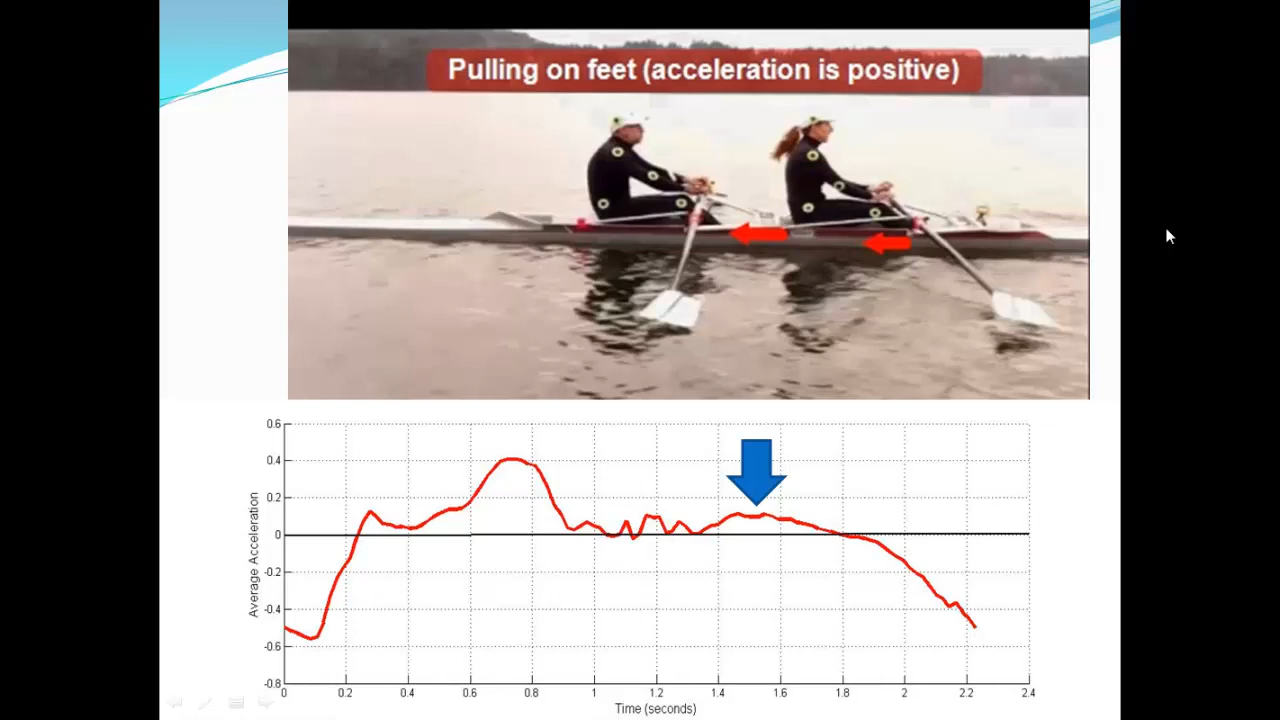 Pulling on feet (acceleration is positive)
0.6
0.4
0.2
0
-0.2
-0.4
-0.6
-0.8
Average Acceleration
0 0.2 0.4 0.6 0.8 1 1.2 1.4 1.6 1.8 2 2.2 2.4
Time (seconds)